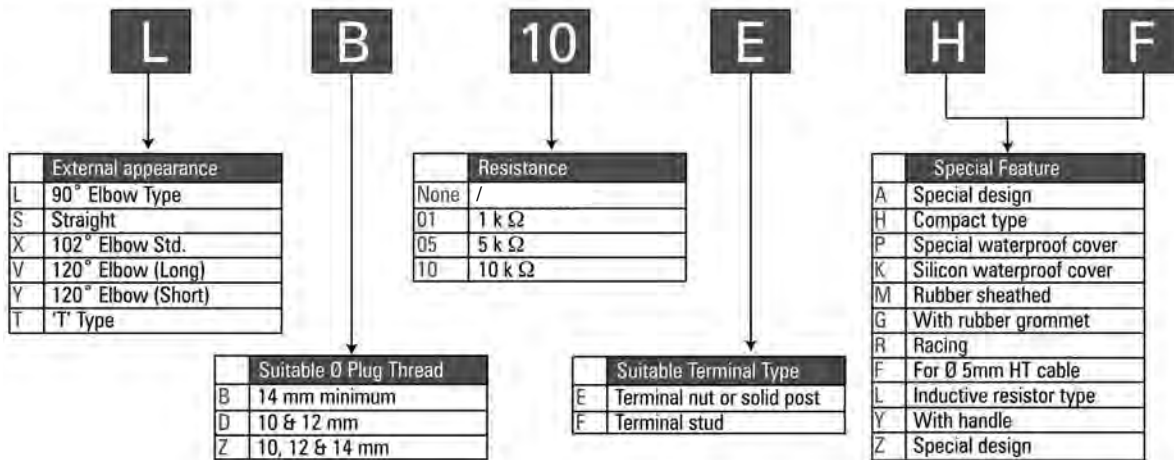 L B 10 E H F
External appearance
L 90° Elbow Type
S Straight
X 102° Elbow Std.
V 120° Elbow (Long)
Y 120° Elbow (Short)
T 'T' Type
Suitable Ø Plug Thread
B 14 mm minimum
D 10 & 12 mm
Z 10, 12 & 14 mm
Resistance
None /
01 1 k Ω
05 5 k Ω
10 10 k Ω
Suitable Terminal Type
E Terminal nut or solid post
F Terminal stud
Special Feature
A Special design
H Compact type
P Special waterproof cover
K Silicon waterproof cover
M Rubber sheathed
G With rubber grommet
R Racing
F For Ø 5mm HT cable
L Inductive resistor type
Y With handle
Z Special design